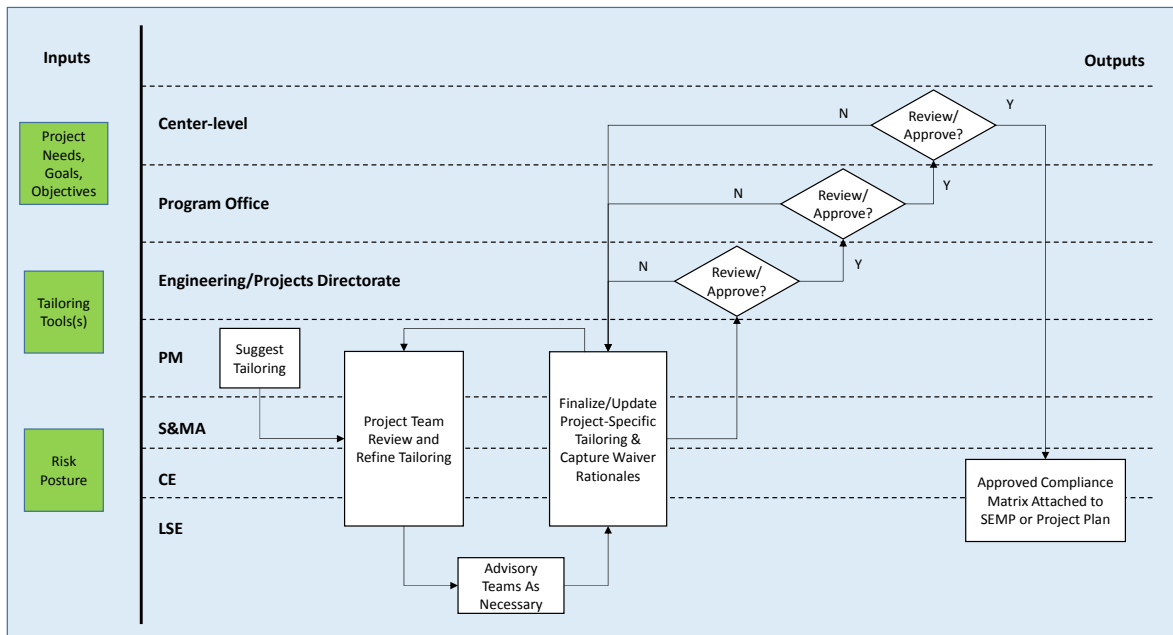 Inputs
Outputs
Project
Needs,
Goals,
Objectives
Tailoring
Tools(s)
Risk
Posture
Center-level
N
Review/
Approve?
Y
Program Office
N
Review/
Approve?
Y
Engineering/Projects Directorate
N
Review/
Approve?
Y
PM
Suggest
Tailoring
S&MA
CE
LSE
Project Team
Review and
Refine Tailoring
Finalize/Update
Project-Specific
Tailoring &
Capture Waiver
Rationales
Advisory
Teams As
Necessary
Approved Compliance
Matrix Attached to
SEMP or Project Plan